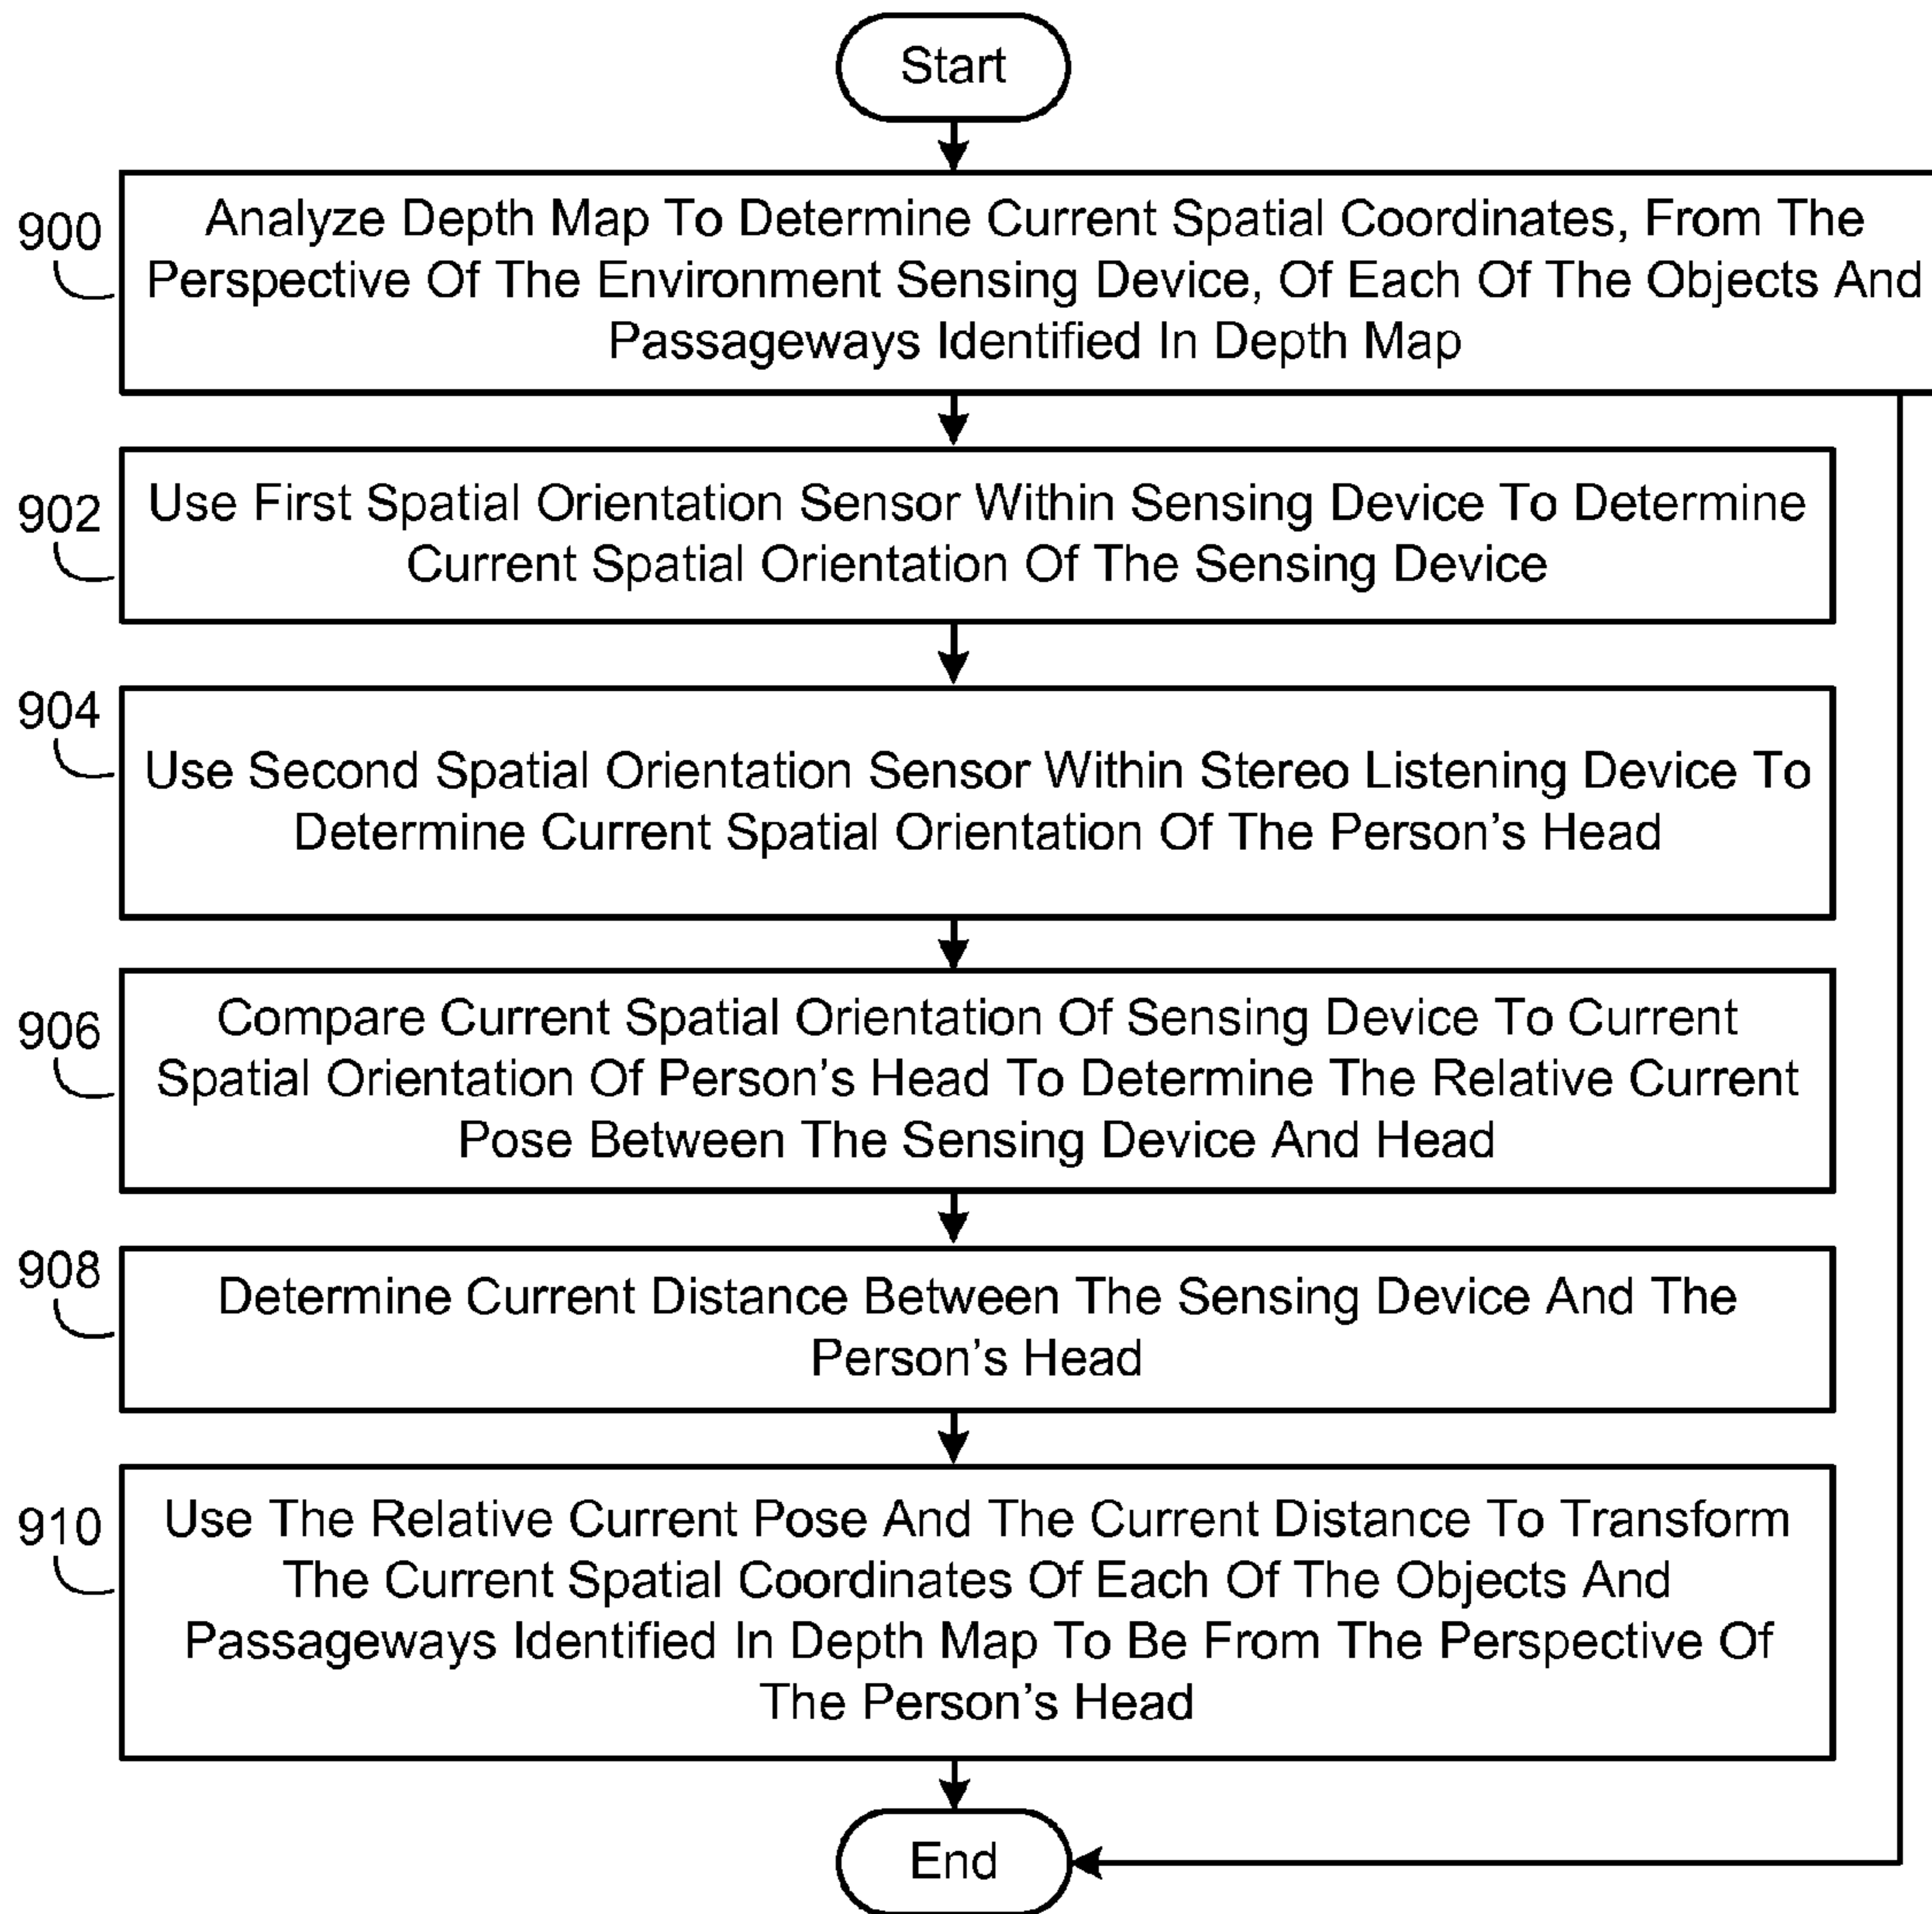 Start
900
Analyze Depth Map To Determine Current Spatial Coordinates, From The
Perspective Of The Environment Sensing Device, Of Each Of The Objects And
Passageways Identified In Depth Map
902
Use First Spatial Orientation Sensor Within Sensing Device To Determine
Current Spatial Orientation Of The Sensing Device
904
Use Second Spatial Orientation Sensor Within Stereo Listening Device To
Determine Current Spatial Orientation Of The Person's Head
906
Compare Current Spatial Orientation Of Sensing Device To Current
Spatial Orientation Of Person's Head To Determine The Relative Current
Pose Between The Sensing Device And Head
908
Determine Current Distance Between The Sensing Device And The
Person's Head
910
Use The Relative Current Pose And The Current Distance To Transform
The Current Spatial Coordinates Of Each Of The Objects And
Passageways Identified In Depth Map To Be From The Perspective Of
The Person's Head
End